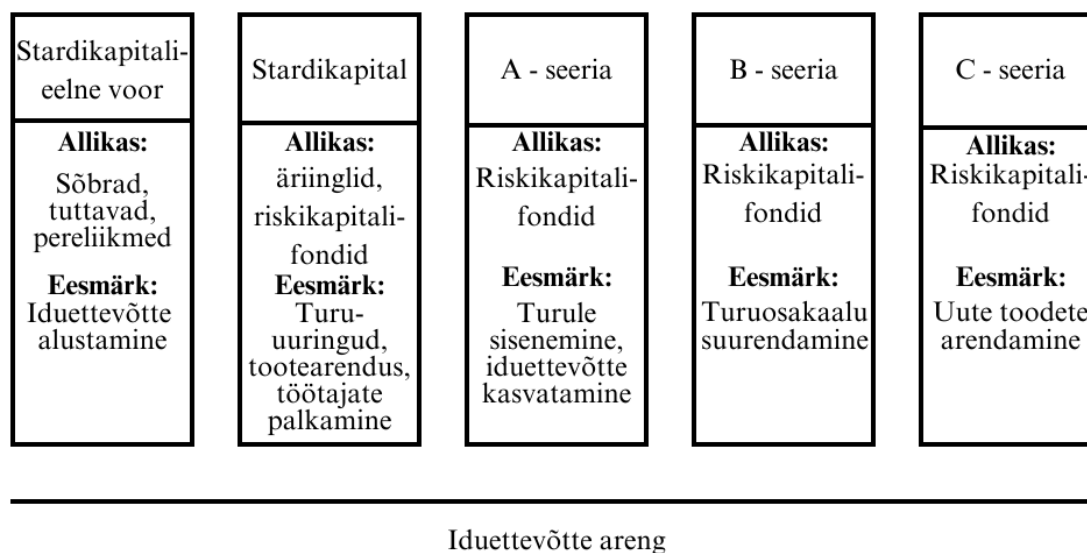 Stardikapitali-
eelne voor
Allikas:
Sõbrad,
tuttavad,
pereliikmed
Eesmärk:
Iduettevõtte
alustamine
Stardikapital
Allikas:
äriinglid,
riskikapitali-
fondid
Eesmärk:
Turu-
uuringud,
tootearendus,
töötajate
palkamine
A - seeria
Allikas:
Riskikapitali-
fondid
Eesmärk:
Turule
sisenemine,
iduettevõtte
kasvatamine
B - seeria
Allikas:
Riskikapitali-
fondid
Eesmärk:
Turuosakaalu
suurendamine
C - seeria
Allikas:
Riskikapitali-
fondid
Eesmärk:
Uute toodete
arendamine
Iduettevõtte areng